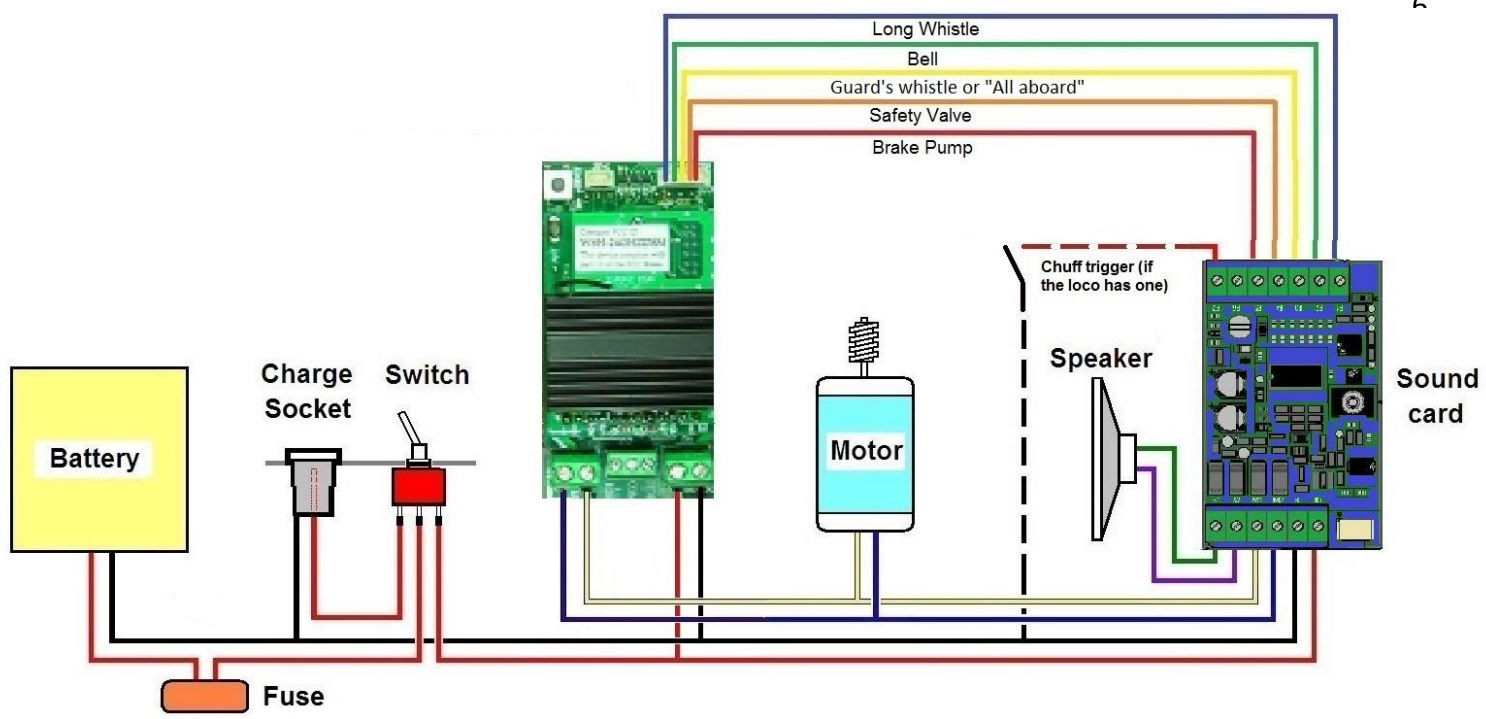 Long Whistle
Bell
Guard's whistle or "All aboard"
Safety Valve
Brake Pump
Chuff trigger (if
the loco has one)
Speaker
Sound
card
Charge
Socket
Switch
Battery
Motor
Fuse